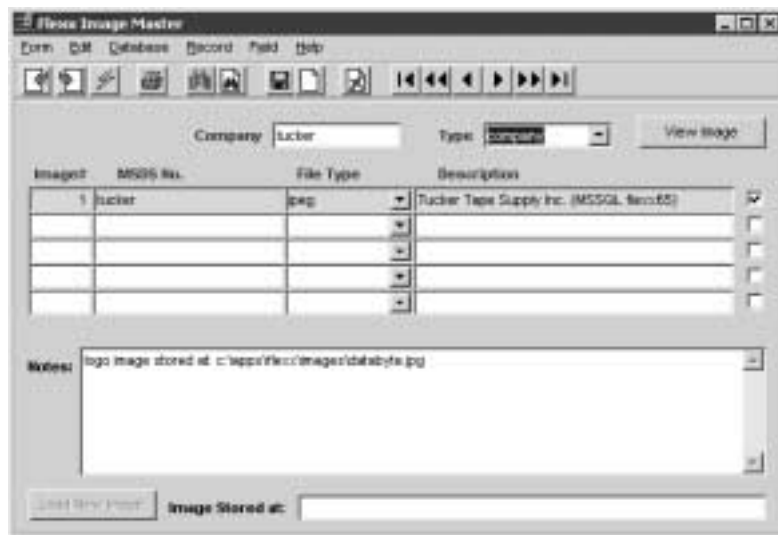 Flexx Image Master
Form Edit Database Record Field Help
Company tucker Type company View Image
Image# MSDS No. File Type Description
1 tucker jpeg Tucker Tape Supply Inc. (MSSQL flexx65)
Notes: logo image stored at c:\apps\flexx\images\databyte.jpg
Load New Image Image Stored at: